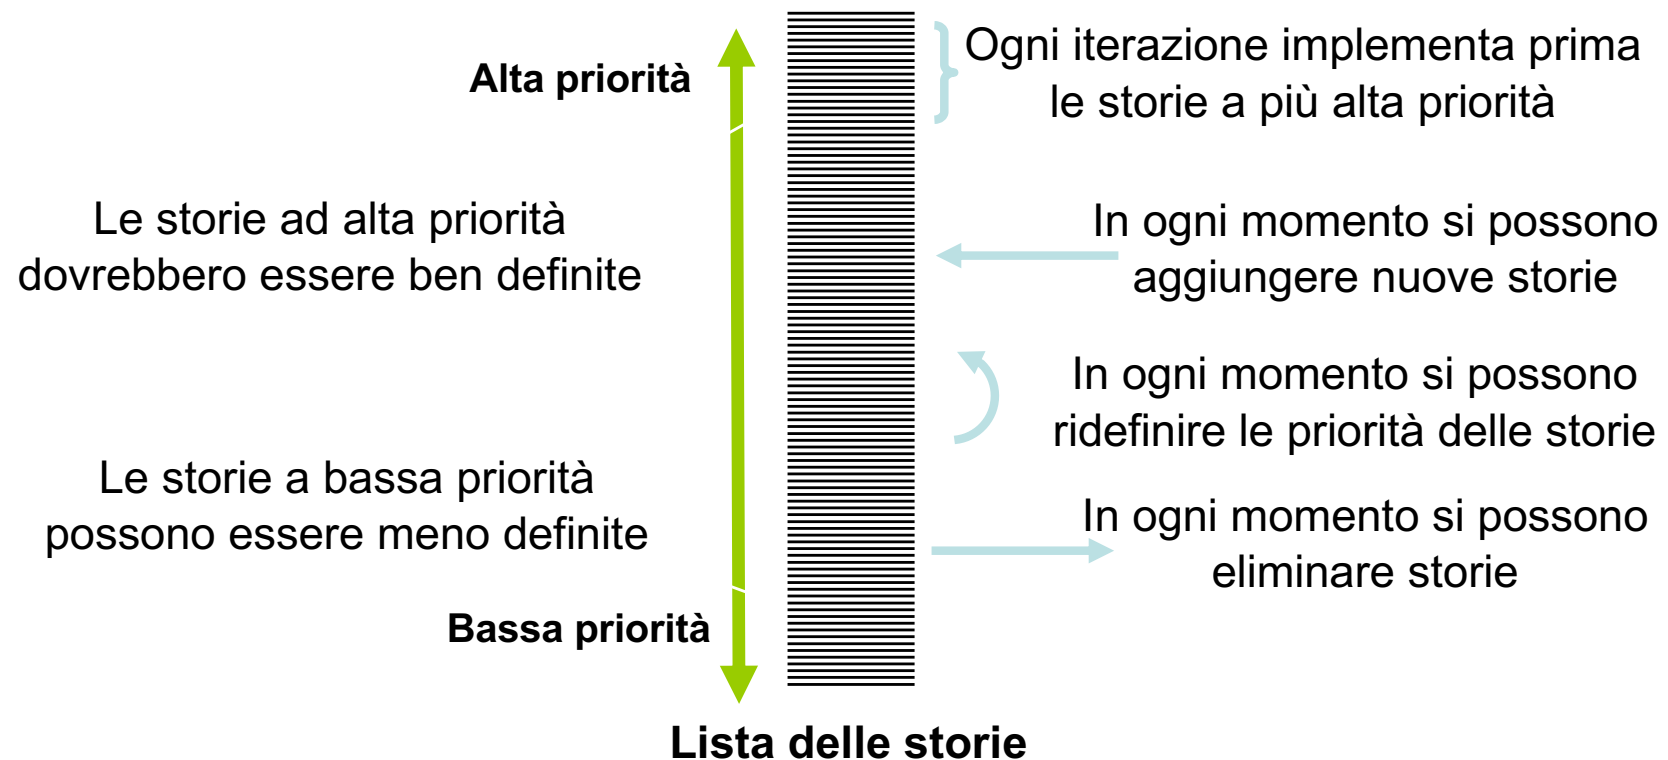 Alta priorità
Ogni iterazione implementa prima
le storie a più alta priorità
Le storie ad alta priorità
dovrebbero essere ben definite
In ogni momento si possono
aggiungere nuove storie
In ogni momento si possono
ridefinire le priorità delle storie
Le storie a bassa priorità
possono essere meno definite
In ogni momento si possono
eliminare storie
Bassa priorità
Lista delle storie